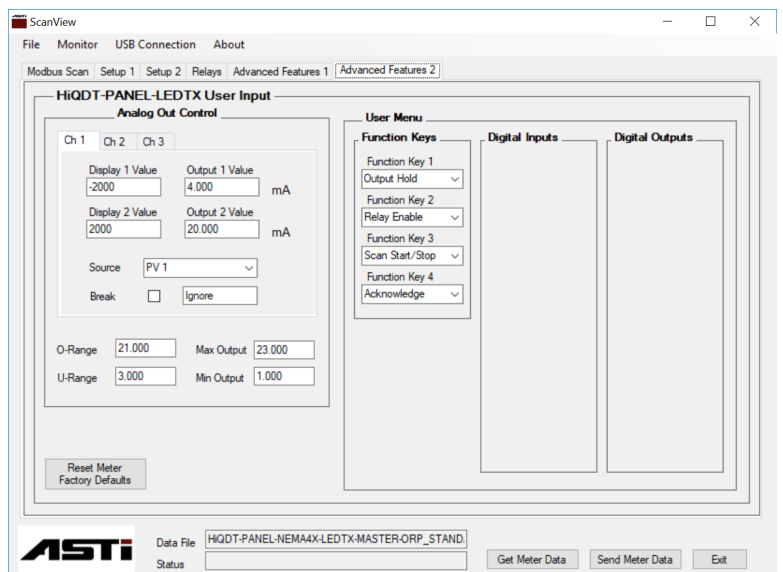 ScanView
File Monitor USB Connection About
Modbus Scan Setup 1 Setup 2 Relays Advanced Features 1 Advanced Features 2
HiQDT-PANEL-LEDTX User Input
Analog Out Control
Ch 1 Ch 2 Ch 3
Display 1 Value Output 1 Value
-2000 4.000 mA
Display 2 Value Output 2 Value
2000 20.000 mA
Source PV 1
Break Ignore
O-Range 21.000 Max Output 23.000
U-Range 3.000 Min Output 1.000
Reset Meter
Factory Defaults
User Menu
Function Keys Digital Inputs Digital Outputs
Function Key 1
Output Hold
Function Key 2
Relay Enable
Function Key 3
Scan Start/Stop
Function Key 4
Acknowledge
ASTi
Data File HiQDT-PANEL-NEMA4X-LEDTX-MASTER-ORP_STAND.
Status
Get Meter Data Send Meter Data Exit